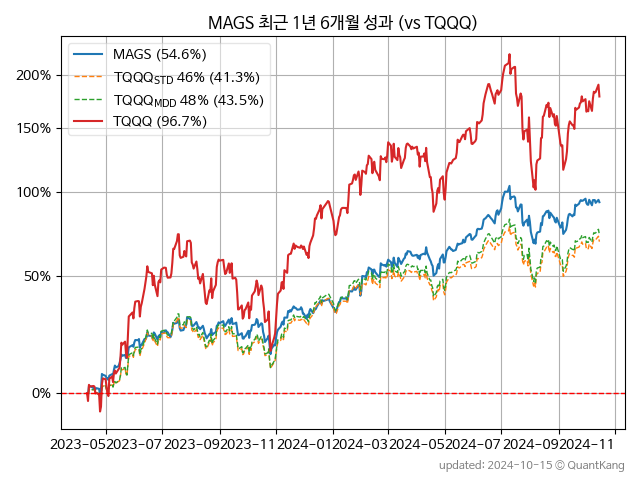 MAGS 최근 1년 6개월 성과 (vs TQQQ)
MAGS (54.6%)
TQQQSTD 46% (41.3%)
TQQQMDD 48% (43.5%)
TQQQ (96.7%)
200%
150%
100%
50%
0%
2023-05 2023-07 2023-09 2023-11 2024-01 2024-03 2024-05 2024-07 2024-09 2024-11
updated: 2024-10-15 © QuantKang